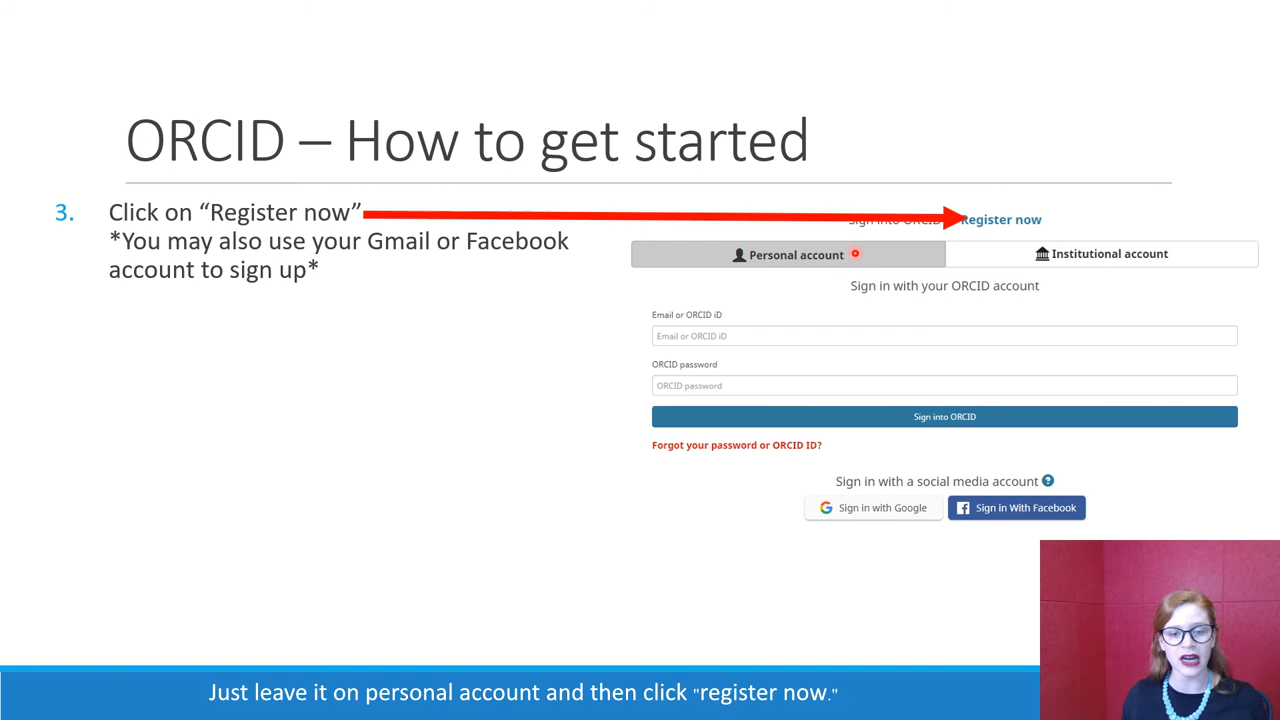 ORCID – How to get started
3. Click on “Register now”
*You may also use your Gmail or Facebook
account to sign up*
Sign into ORCID
Register now
Personal account
Institutional account
Sign in with your ORCID account
Email or ORCID iD
Email or ORCID iD
ORCID password
ORCID password
Sign into ORCID
Forgot your password or ORCID ID?
Sign in with a social media account ?
Sign in with Google
Sign in With Facebook
Just leave it on personal account and then click "register now."